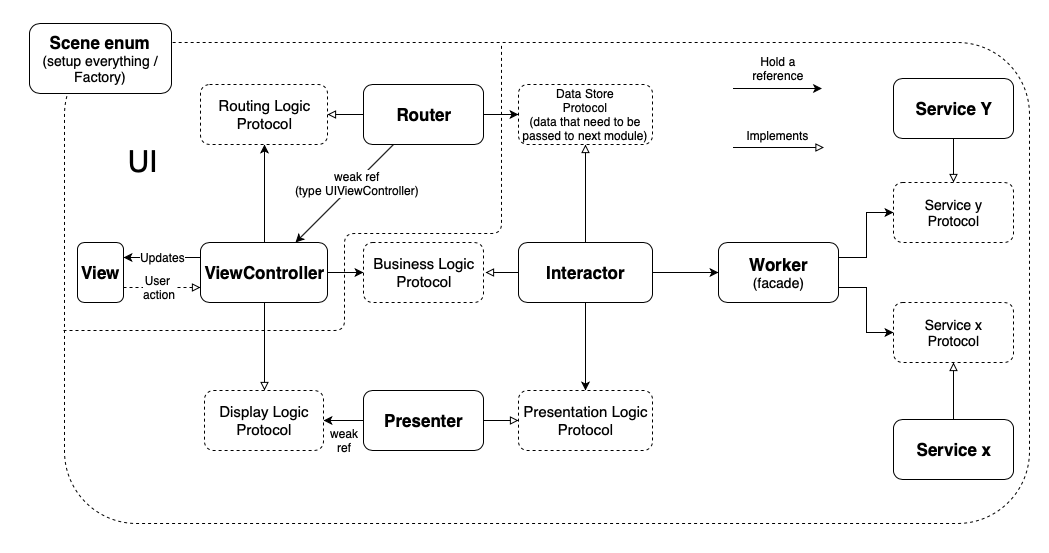 Scene enum
(setup everything /
Factory)
UI
Routing Logic
Protocol
Router
Data Store
Protocol
(data that need to be
passed to next module)
Hold a
reference
Implements
Service Y
weak ref
(type UIViewController)
Service y
Protocol
View
Updates
User
action
ViewController
Business Logic
Protocol
Interactor
Worker
(facade)
Service x
Protocol
Display Logic
Protocol
weak
ref
Presenter
Presentation Logic
Protocol
Service x